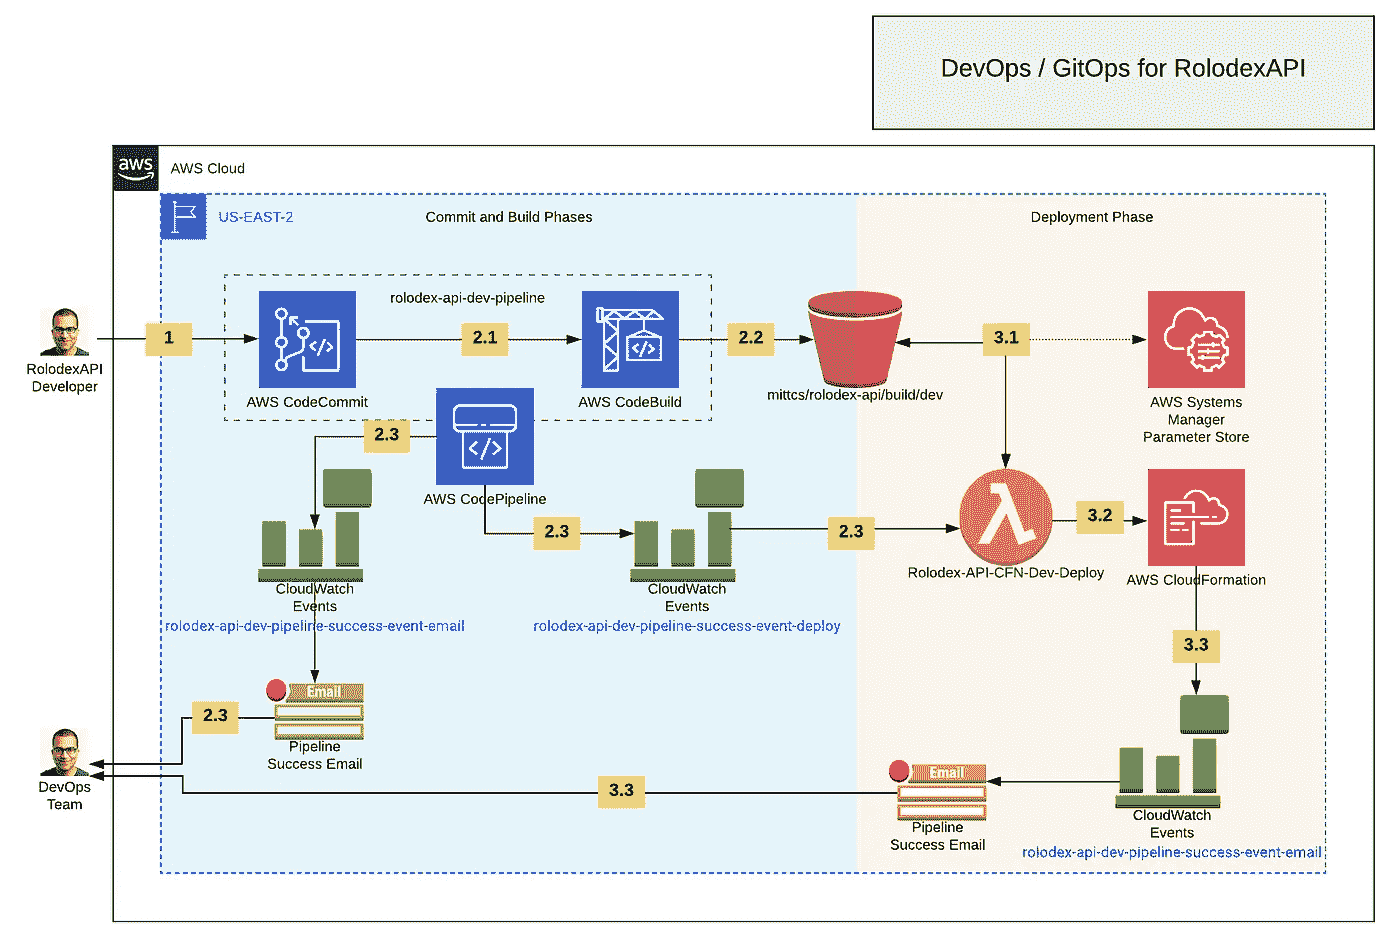 DevOps / GitOps for RolodexAPI
aws
AWS Cloud
US-EAST-2
Commit and Build Phases
Deployment Phase
rolodex-api-dev-pipeline
1
2.1
2.2
3.1
RolodexAPI
Developer
AWS CodeCommit
AWS CodeBuild
mittcs/rolodex-api/build/dev
AWS Systems
Manager
Parameter Store
2.3
AWS CodePipeline
2.3
2.3
3.2
Rolodex-API-CFN-Dev-Deploy
AWS CloudFormation
CloudWatch
Events
rolodex-api-dev-pipeline-success-event-email
CloudWatch
Events
rolodex-api-dev-pipeline-success-event-deploy
3.3
Email
2.3
Pipeline
Success Email
DevOps
Team
3.3
Email
Pipeline
Success Email
CloudWatch
Events
rolodex-api-dev-pipeline-success-event-email